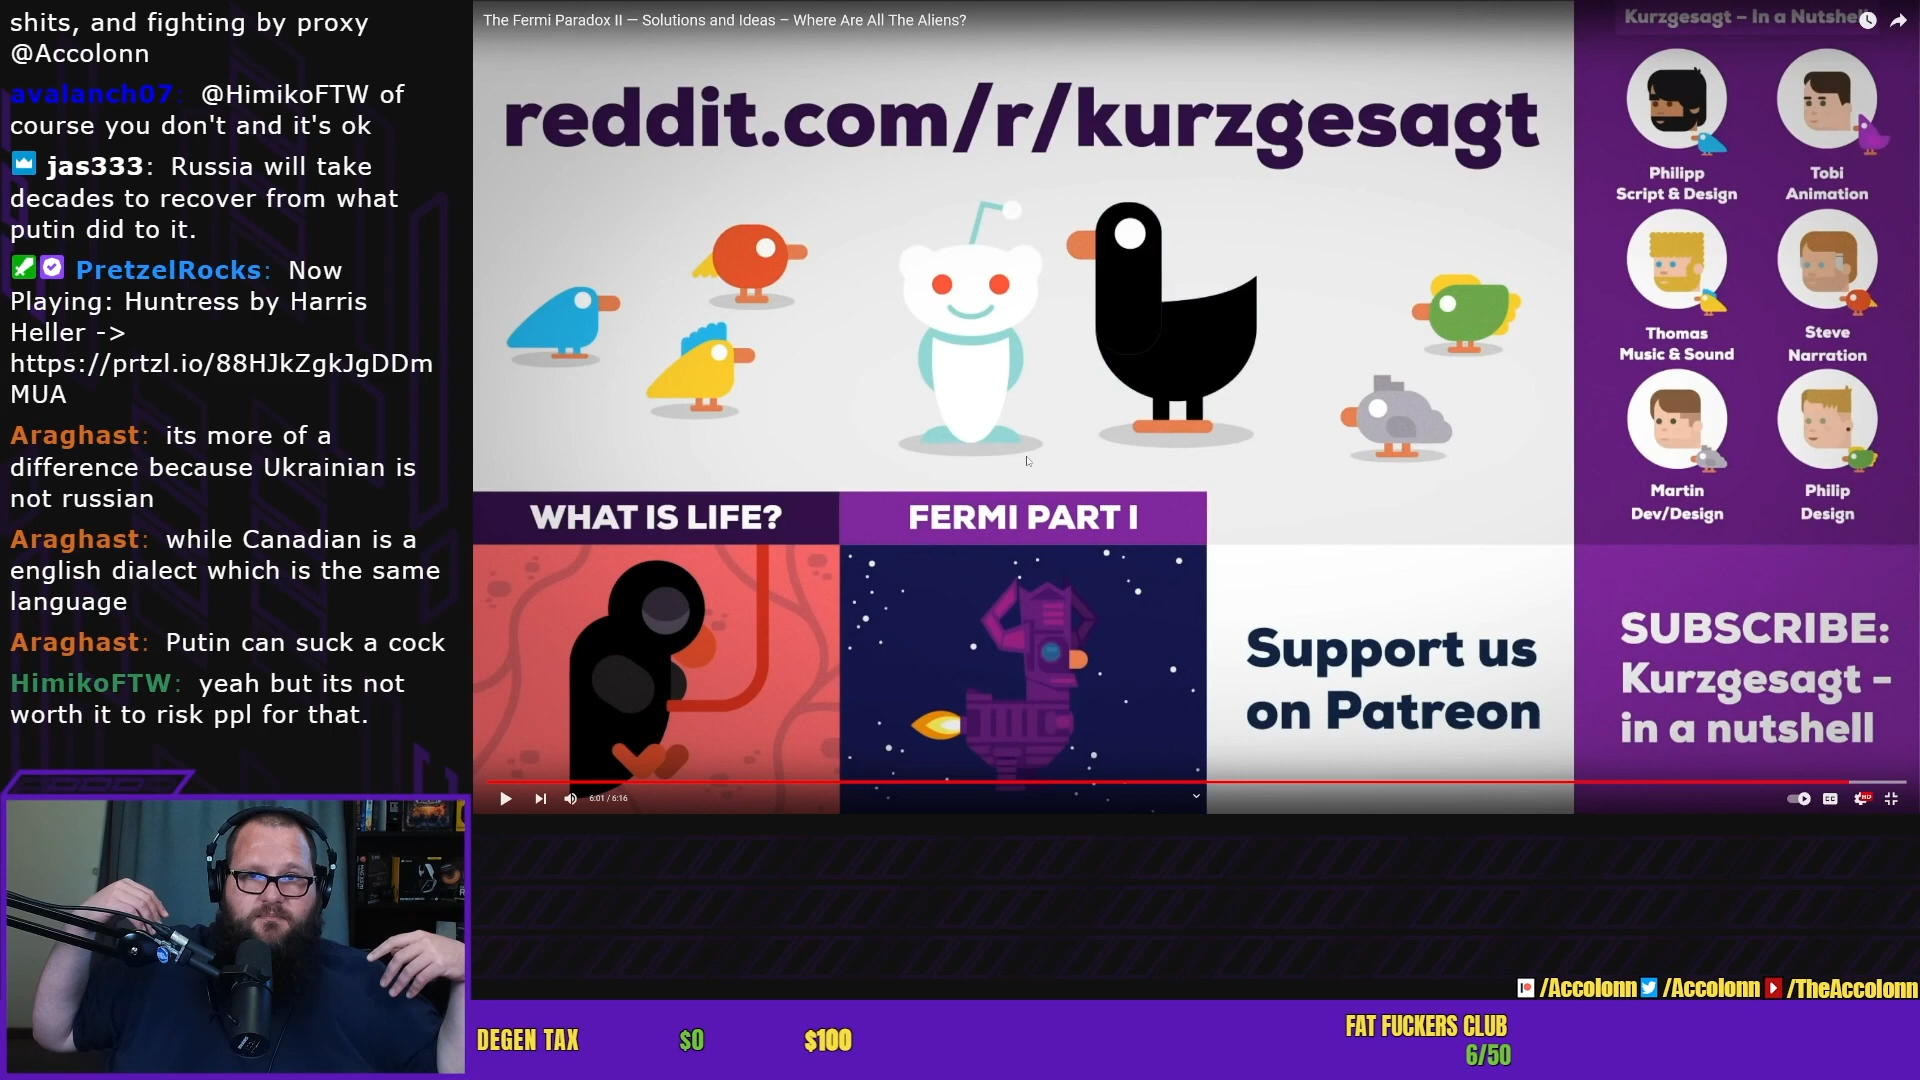 shits, and fighting by proxy
@Accolonn
avalanch07: @HimikoFTW of
course you don't and it's ok
jas333: Russia will take
decades to recover from what
putin did to it.
PretzelRocks: Now
Playing: Huntress by Harris
Heller ->
https://prtzl.io/88HJkZgkJgDDm
MUA
Araghast: its more of a
difference because Ukrainian is
not russian
Araghast: while Canadian is a
english dialect which is the same
language
Araghast: Putin can suck a cock
HimikoFTW: yeah but its not
worth it to risk ppl for that.
The Fermi Paradox II — Solutions and Ideas – Where Are All The Aliens?
reddit.com/r/kurzgesagt
WHAT IS LIFE?
FERMI PART I
Support us
on Patreon
6:01 / 6:16
Kurzgesagt – In a Nutshell
Philipp
Script & Design
Tobi
Animation
Thomas
Music & Sound
Steve
Narration
Martin
Dev/Design
Philip
Design
SUBSCRIBE:
Kurzgesagt –
in a nutshell
CC
HD
/Accolonn /Accolonn /TheAccolonn
DEGEN TAX $0 $100
FAT FUCKERS CLUB
6/50